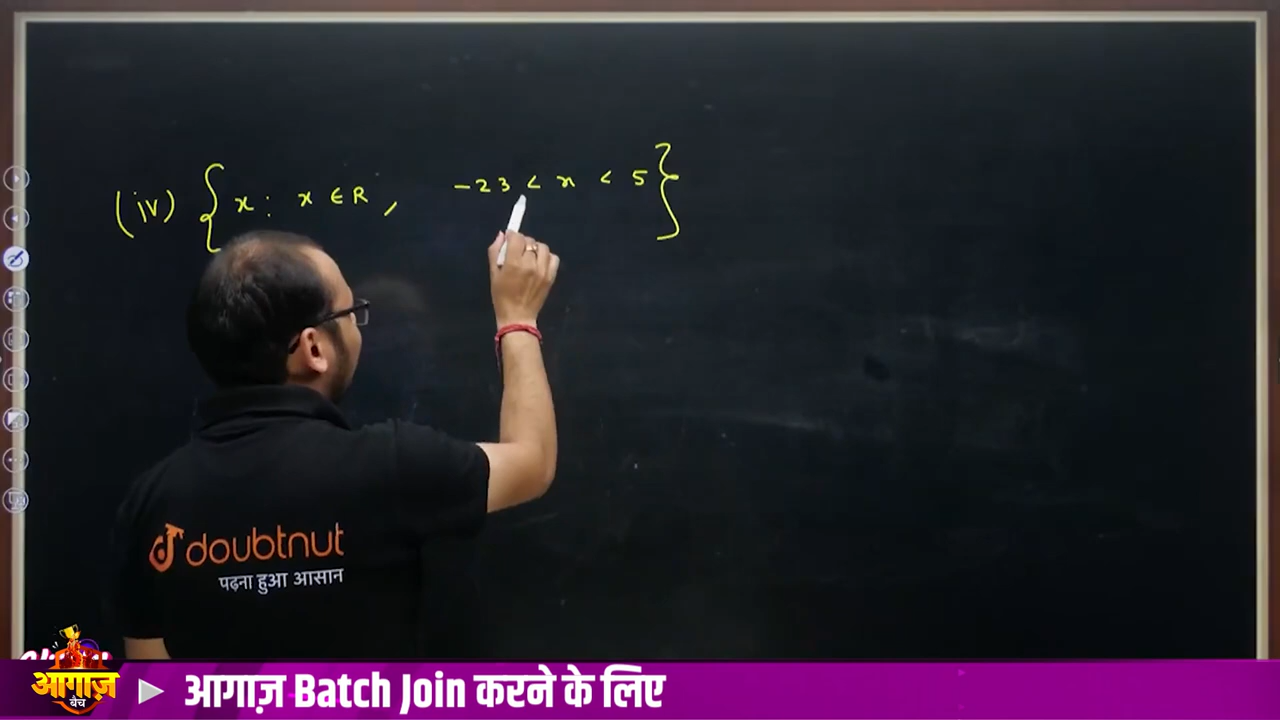 (iv) { x : x ∈ R , -23 < x < 5 }
doubtnut
पढ़ना हुआ आसान
आगाज़
बैच
आगाज़ Batch Join करने के लिए